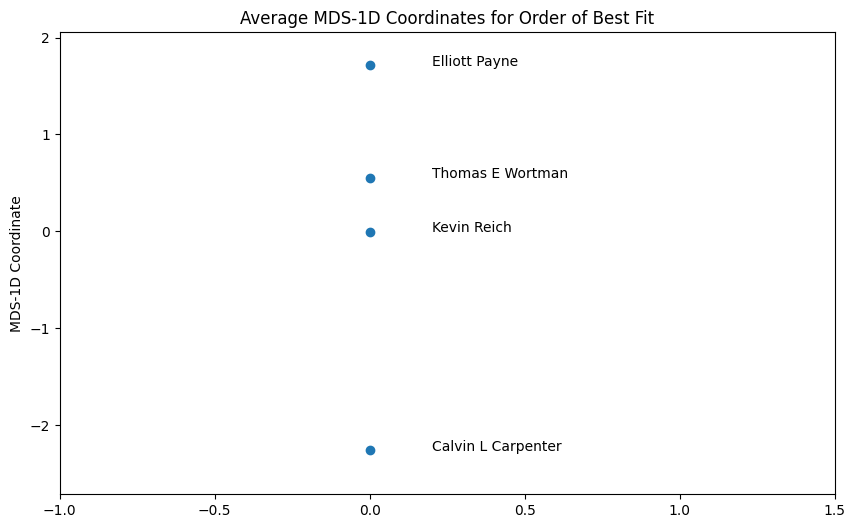 Average MDS-1D Coordinates for Order of Best Fit
2
Elliott Payne
1
Thomas E Wortman
MDS-1D Coordinate
0
Kevin Reich
−1
−2
Calvin L Carpenter
−1.0
−0.5
0.0
0.5
1.0
1.5